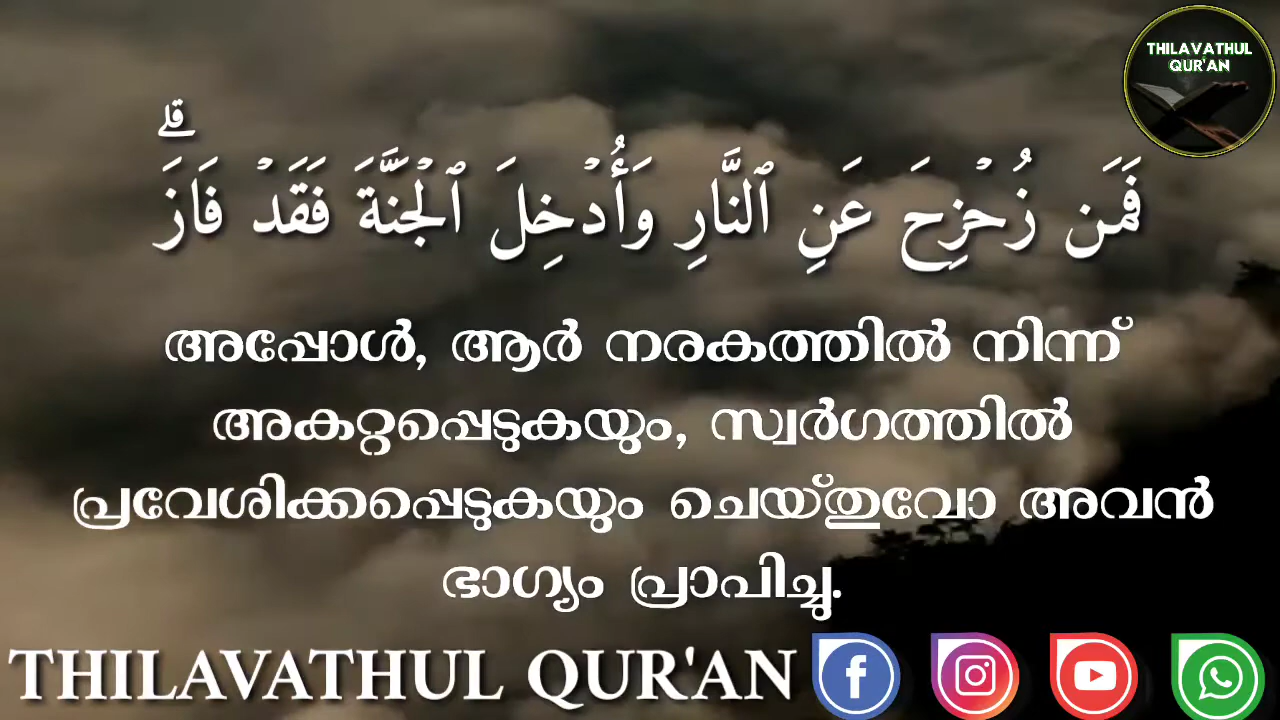 THILAVATHUL
QUR'AN
فَمَن زُحۡزِحَ عَنِ ٱلنَّارِ وَأُدۡخِلَ ٱلۡجَنَّةَ فَقَدۡ فَازَۗ
അപ്പോൾ, ആർ നരകത്തിൽ നിന്ന്
അകറ്റപ്പെടുകയും, സ്വർഗത്തിൽ
പ്രവേശിക്കപ്പെടുകയും ചെയ്തുവോ അവൻ
ഭാഗ്യം പ്രാപിച്ചു.
THILAVATHUL QUR'AN